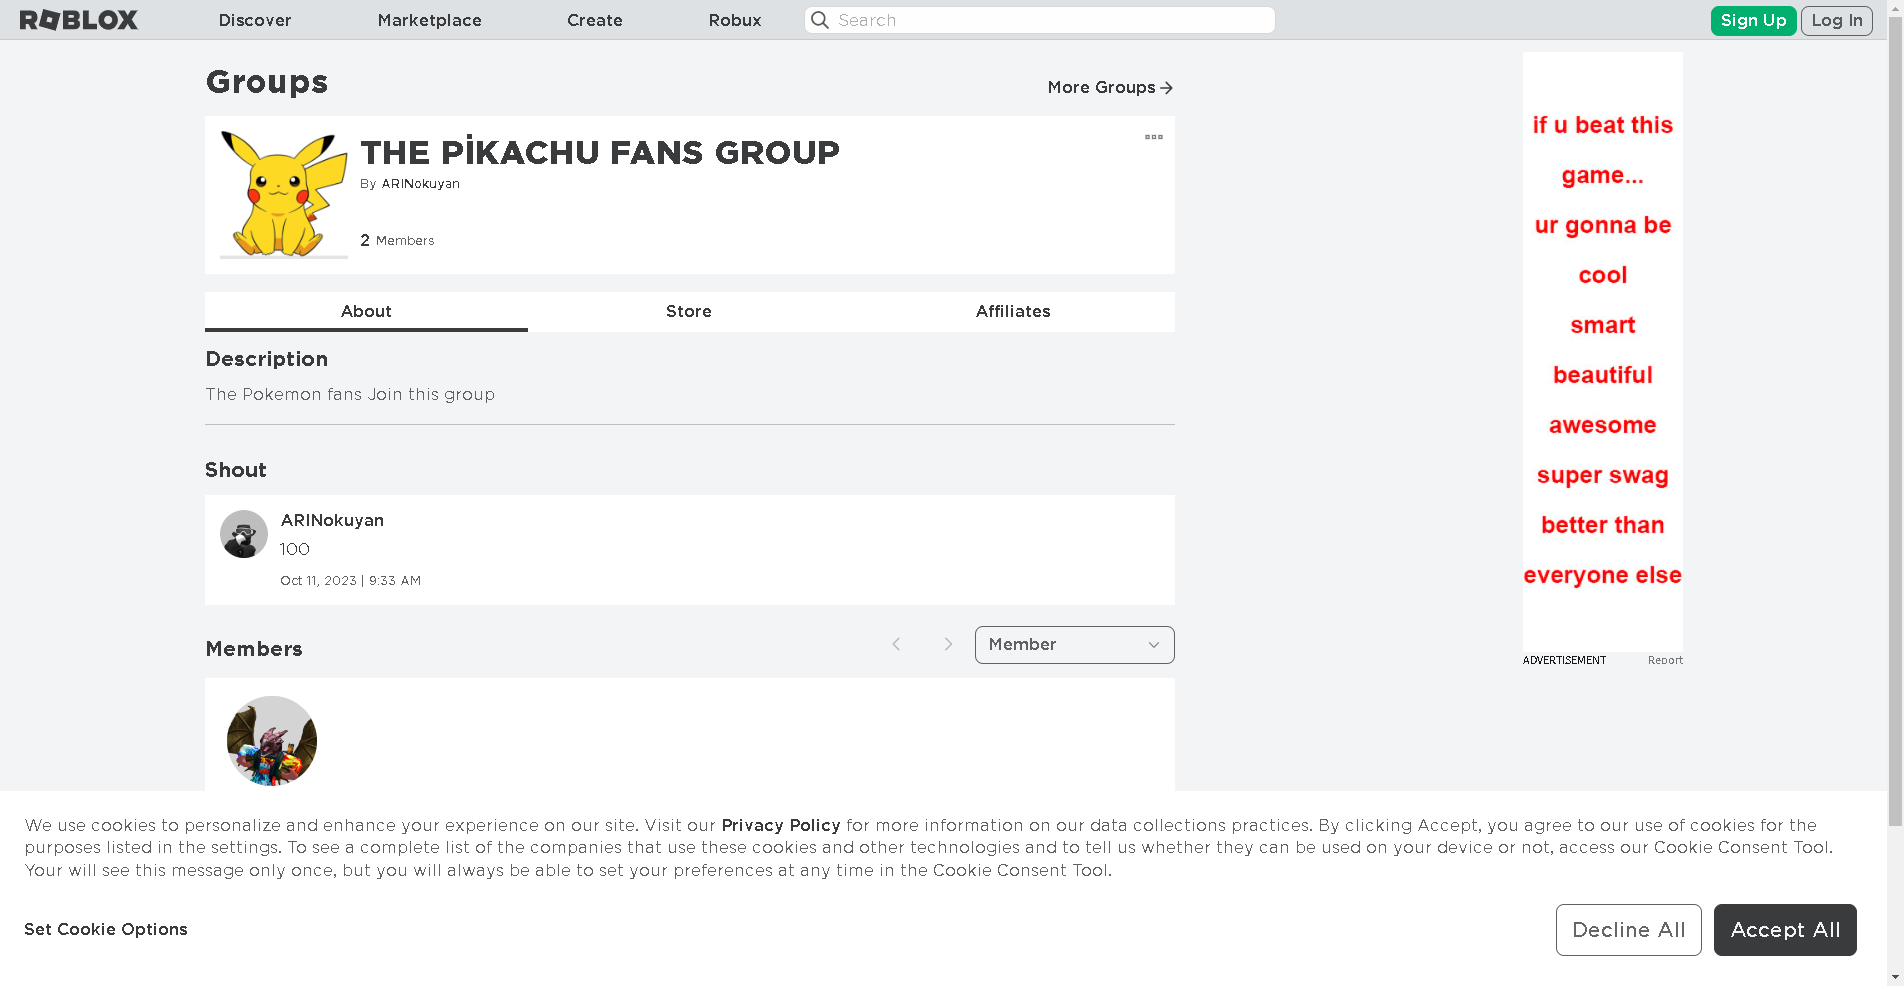 ROBLOX
Discover
Marketplace
Create
Robux
Search
Sign Up
Log In
Groups
More Groups
THE PİKACHU FANS GROUP
By ARINokuyan
2 Members
About
Store
Affiliates
Description
The Pokemon fans Join this group
Shout
ARINokuyan
100
Oct 11, 2023 | 9:33 AM
Members
Member
if u beat this
game...
ur gonna be
cool
smart
beautiful
awesome
super swag
better than
everyone else
ADVERTISEMENT
Report
We use cookies to personalize and enhance your experience on our site. Visit our Privacy Policy for more information on our data collections practices. By clicking Accept, you agree to our use of cookies for the
purposes listed in the settings. To see a complete list of the companies that use these cookies and other technologies and to tell us whether they can be used on your device or not, access our Cookie Consent Tool.
Your will see this message only once, but you will always be able to set your preferences at any time in the Cookie Consent Tool.
Set Cookie Options
Decline All
Accept All